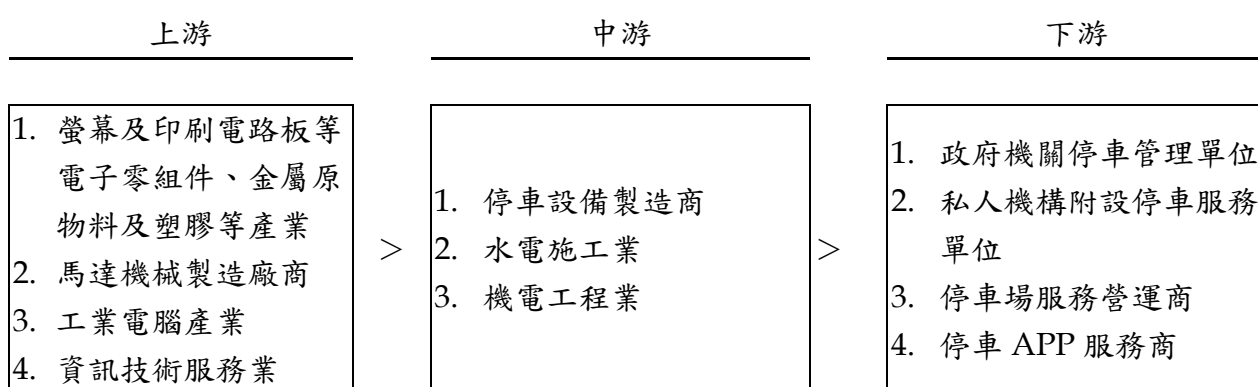 上游
1. 螢幕及印刷電路板等
電子零組件、金屬原
物料及塑膠等產業
2. 馬達機械製造廠商
3. 工業電腦產業
4. 資訊技術服務業
>
中游
1. 停車設備製造商
2. 水電施工業
3. 機電工程業
>
下游
1. 政府機關停車管理單位
2. 私人機構附設停車服務
單位
3. 停車場服務營運商
4. 停車 APP 服務商